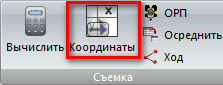 X
ОРП
Вычислить
Координаты
Осреднить
Ход
Съемка